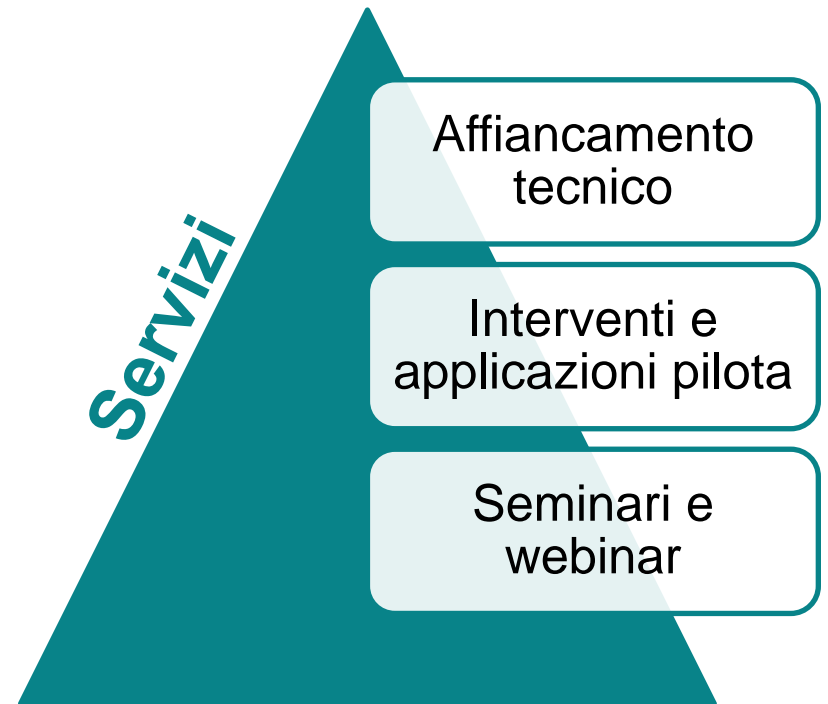 Servizi
Affiancamento
tecnico
Interventi e
applicazioni pilota
Seminari e
webinar